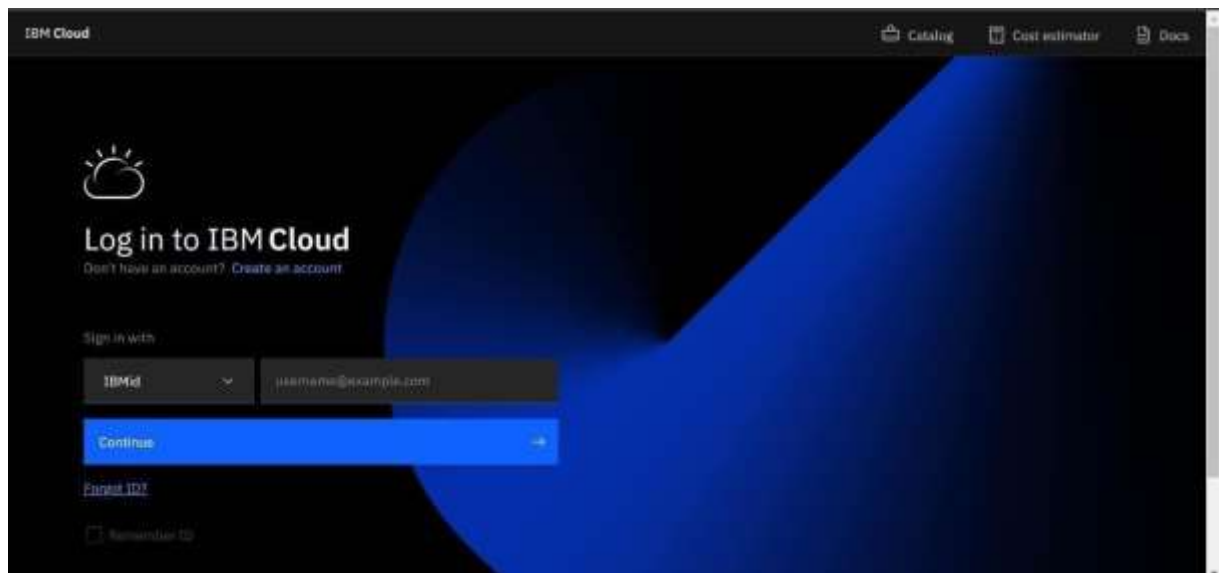 IBM Cloud
Catalog
Cost estimator
Docs
Log in to IBM Cloud
Don't have an account? Create an account
Sign in with
IBMid
username@example.com
Continue
Forgot ID?
Remember ID